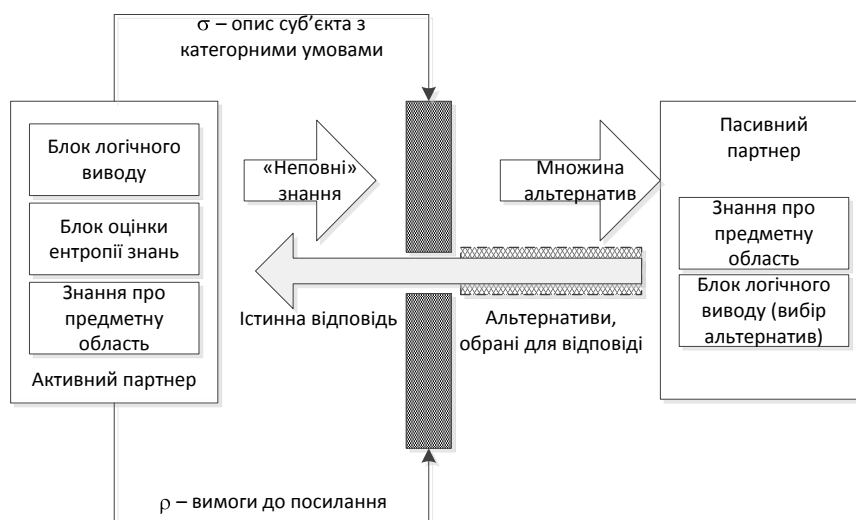 σ – опис суб’єкта з
категорними умовами
Блок логічного
виводу
Блок оцінки
ентропії знань
Знання про
предметну
область
Активний партнер
«Неповні»
знання
Множина
альтернатив
Істинна відповідь
Альтернативи,
обрані для відповіді
Пасивний
партнер
Знання про
предметну
область
Блок логічного
виводу (вибір
альтернатив)
ρ – вимоги до посилання